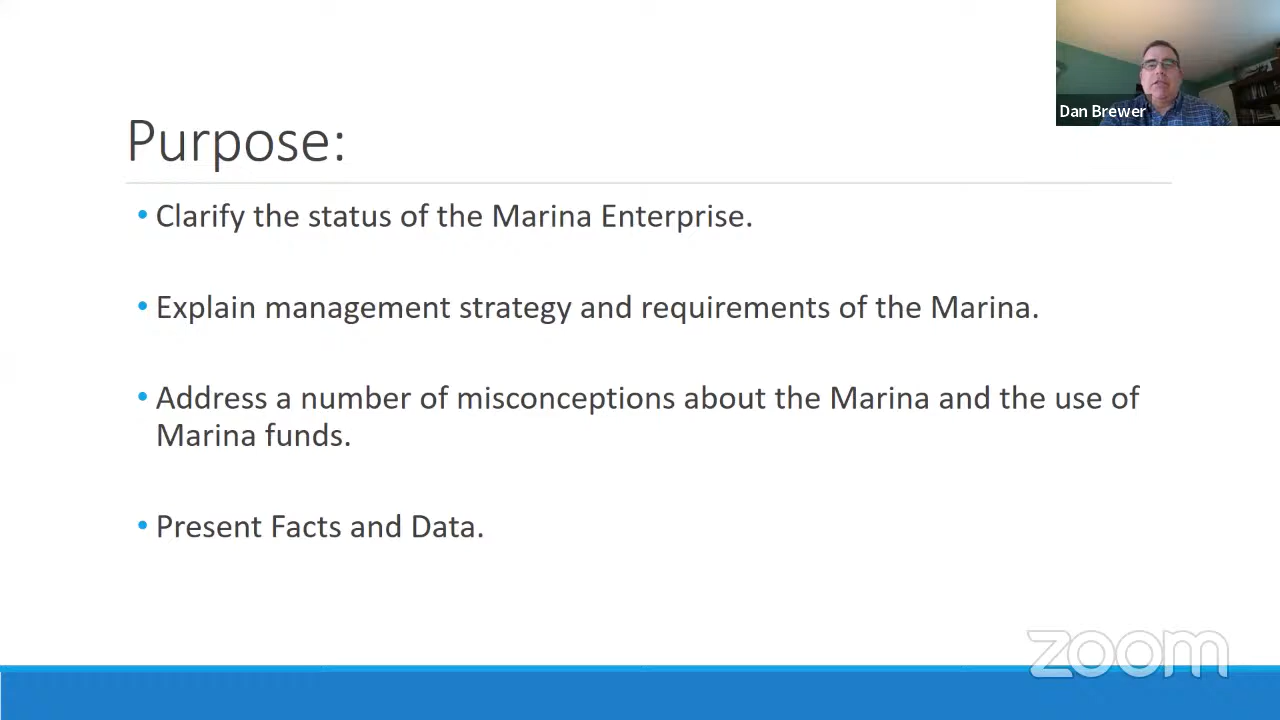 Dan Brewer
Purpose:
• Clarify the status of the Marina Enterprise.
• Explain management strategy and requirements of the Marina.
• Address a number of misconceptions about the Marina and the use of
Marina funds.
• Present Facts and Data.
zoom